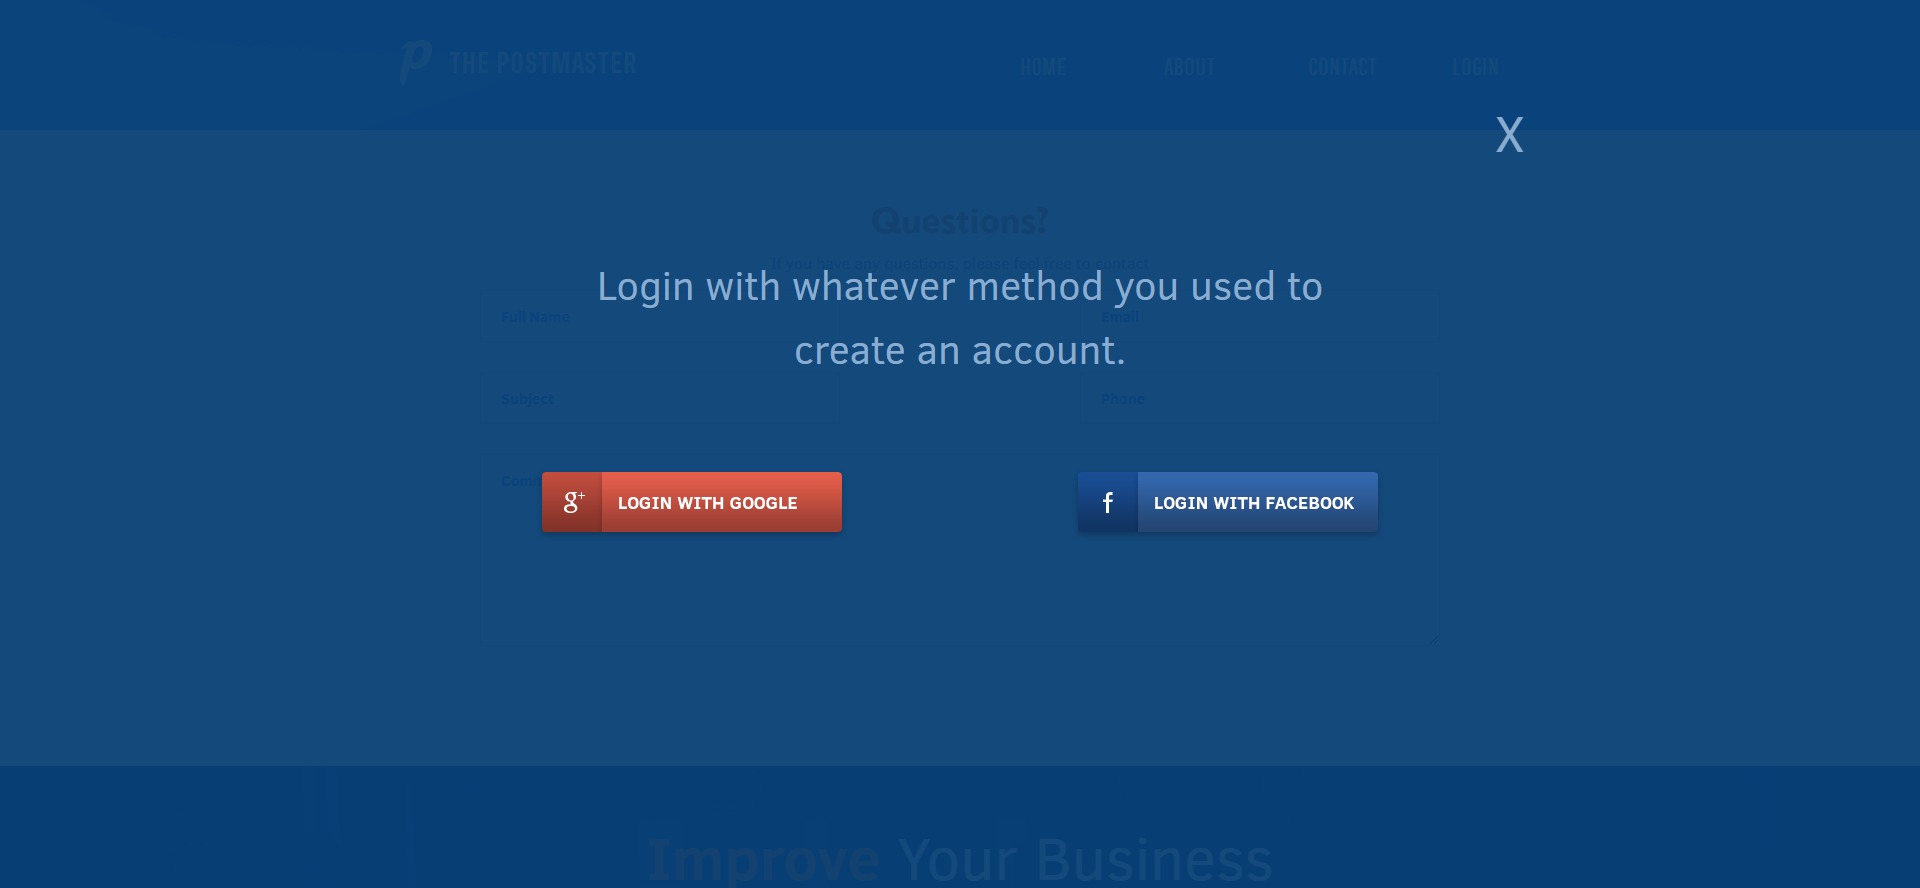 THE POSTMASTER
HOME
ABOUT
CONTACT
LOGIN
X
Questions?
If you have any questions, please feel free to contact
Login with whatever method you used to
create an account.
Full Name
Email
Subject
Phone
g+ LOGIN WITH GOOGLE
f LOGIN WITH FACEBOOK
Improve Your Business